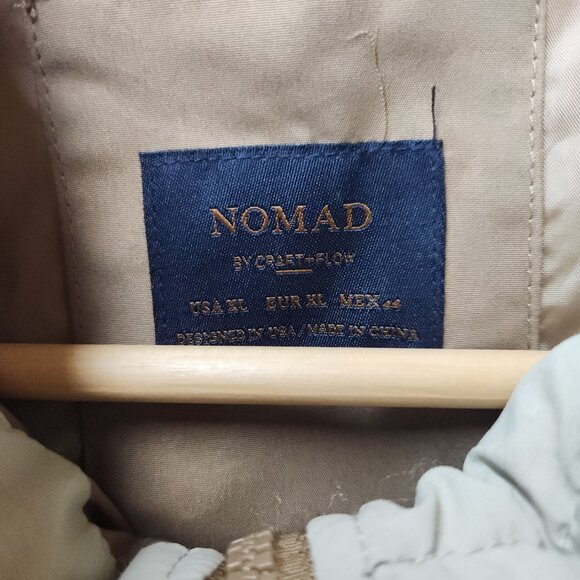 NOMAD
BY CRAFT+FLOW
USA XL EUR XL MEX 44
DESIGNED IN USA/MADE IN CHINA